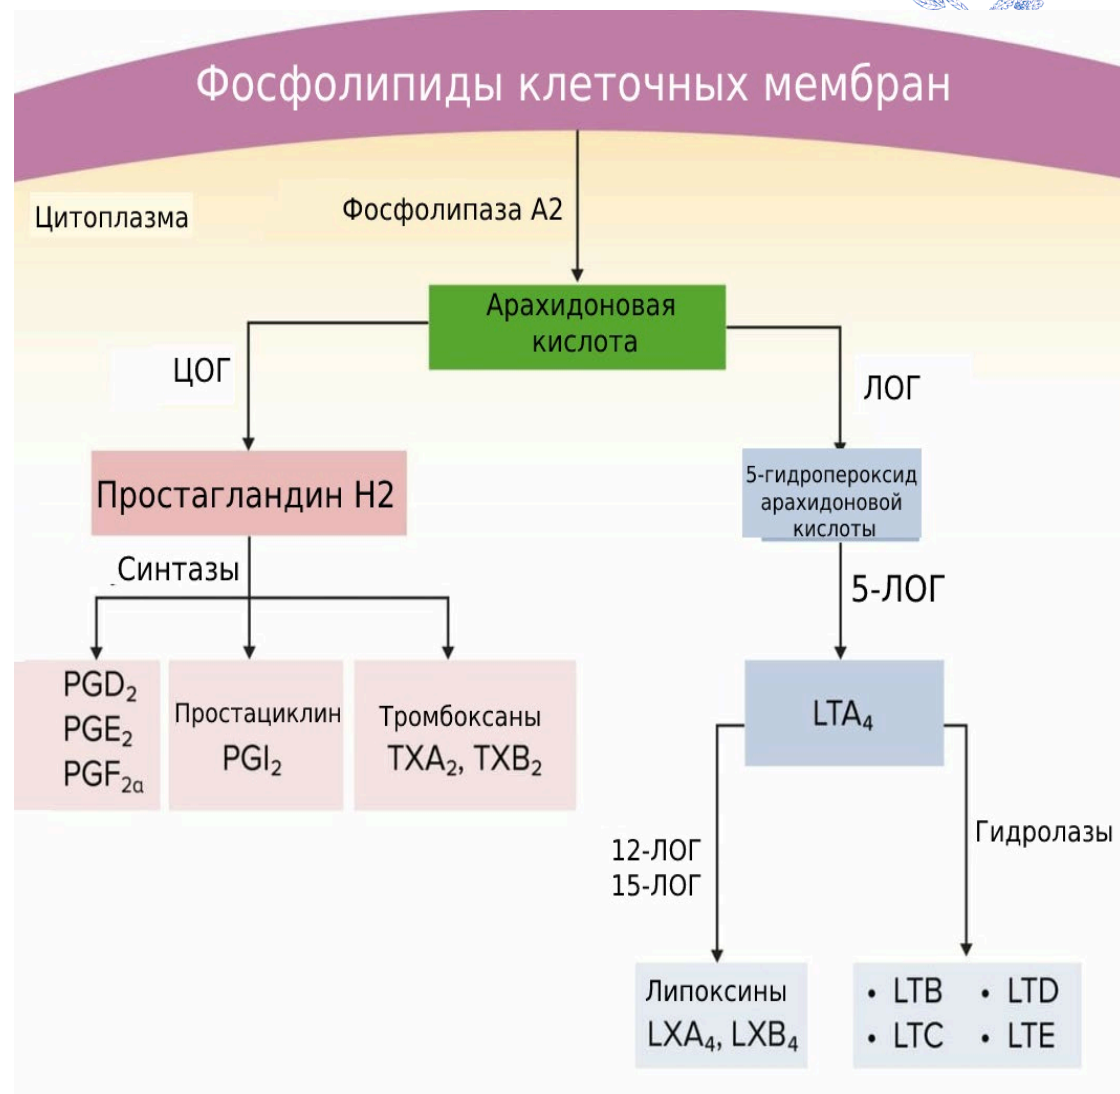 Фосфолипиды клеточных мембран
Цитоплазма
Фосфолипаза А2
Арахидоновая
кислота
ЦОГ
ЛОГ
Простагландин Н2
5-гидропероксид
арахидоновой
кислоты
Синтазы
5-ЛОГ
PGD₂
PGE₂
PGF₂α
Простациклин
PGI₂
Тромбоксаны
TXA₂, TXB₂
LTA₄
12-ЛОГ
15-ЛОГ
Гидролазы
Липоксины
LXA₄, LXB₄
• LTB • LTD
• LTC • LTE